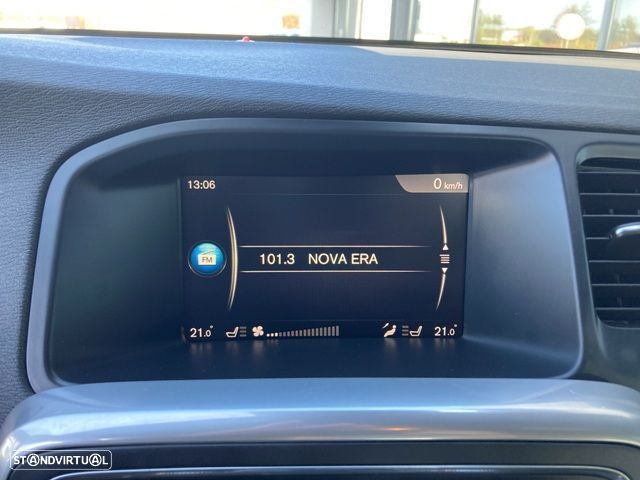 13:06
0 km/h
FM
101.3 NOVA ERA
21.0°
21.0°
STANDVIRTUAL